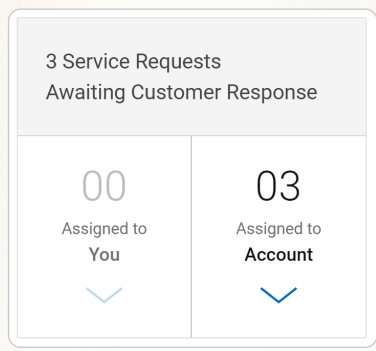 3 Service Requests
Awaiting Customer Response
00
Assigned to
You
03
Assigned to
Account